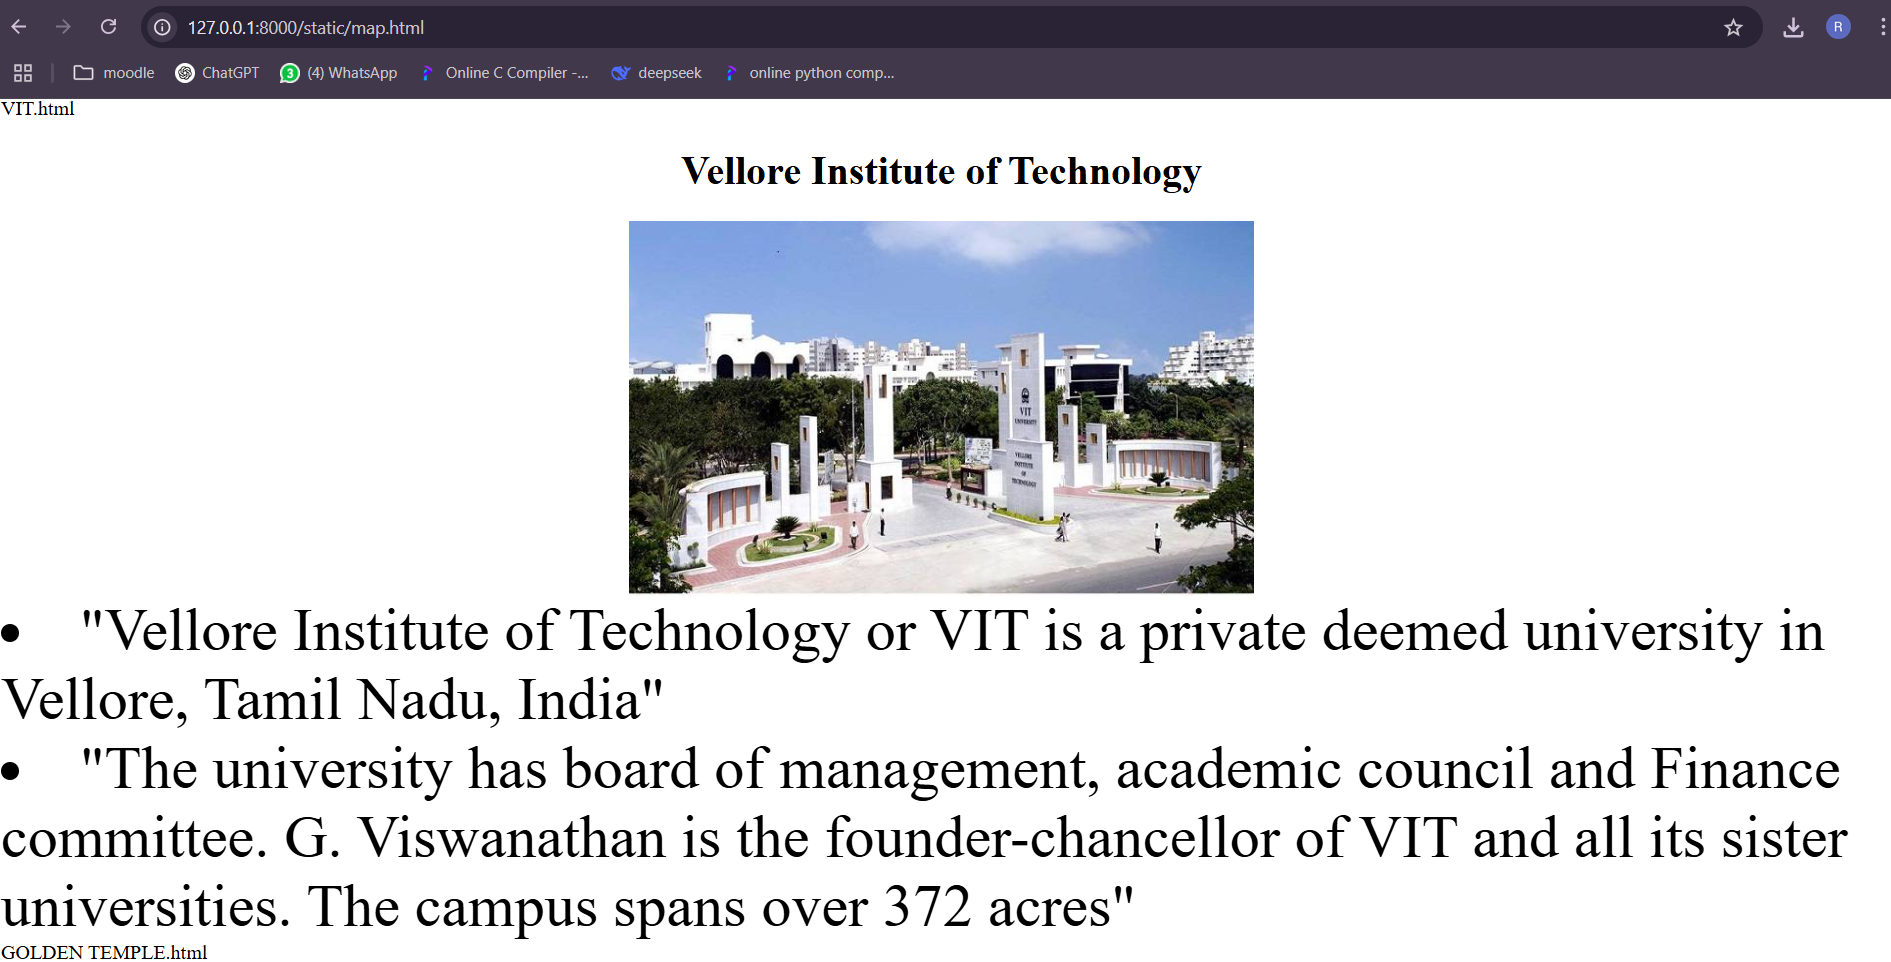 127.0.0.1:8000/static/map.html
R
moodle
ChatGPT
3
(4) WhatsApp
Online C Compiler -...
deepseek
online python comp...
VIT.html
Vellore Institute of Technology
VIT
UNIVERSITY
VELLORE
INSTITUTE
OF
TECHNOLOGY
"Vellore Institute of Technology or VIT is a private deemed university in
Vellore, Tamil Nadu, India"
"The university has board of management, academic council and Finance
committee. G. Viswanathan is the founder-chancellor of VIT and all its sister
universities. The campus spans over 372 acres"
GOLDEN TEMPLE.html